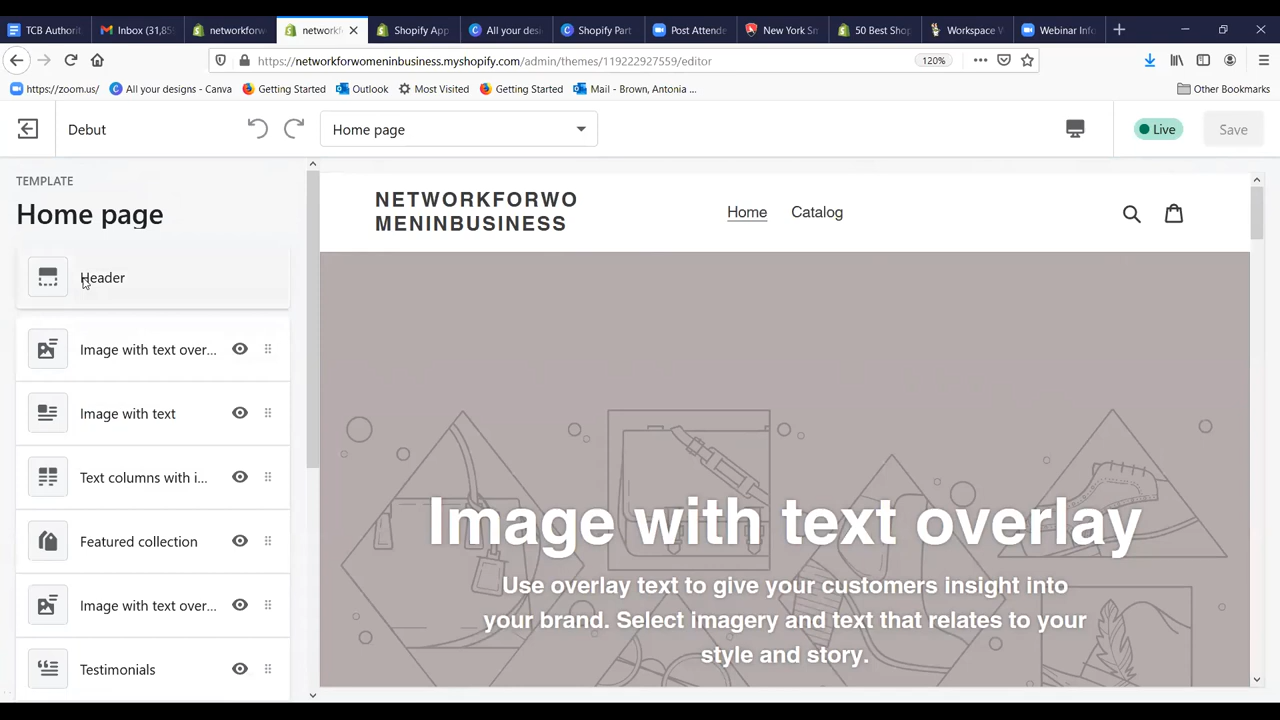 TCB Authori
Inbox (31,85
networkforw
networkf
Shopify App
All your desi
Shopify Part
Post Attende
New York Sn
50 Best Shop
Workspace W
Webinar Info
https://networkforwomeninbusiness.myshopify.com/admin/themes/119222927559/editor
120%
https://zoom.us/
All your designs - Canva
Getting Started
Outlook
Most Visited
Getting Started
Mail - Brown, Antonia ...
Other Bookmarks
Debut
Home page
Live
Save
TEMPLATE
Home page
Header
Image with text over...
Image with text
Text columns with i...
Featured collection
Image with text over...
Testimonials
NETWORKFORWO
MENINBUSINESS
Home
Catalog
Image with text overlay
Use overlay text to give your customers insight into
your brand. Select imagery and text that relates to your
style and story.